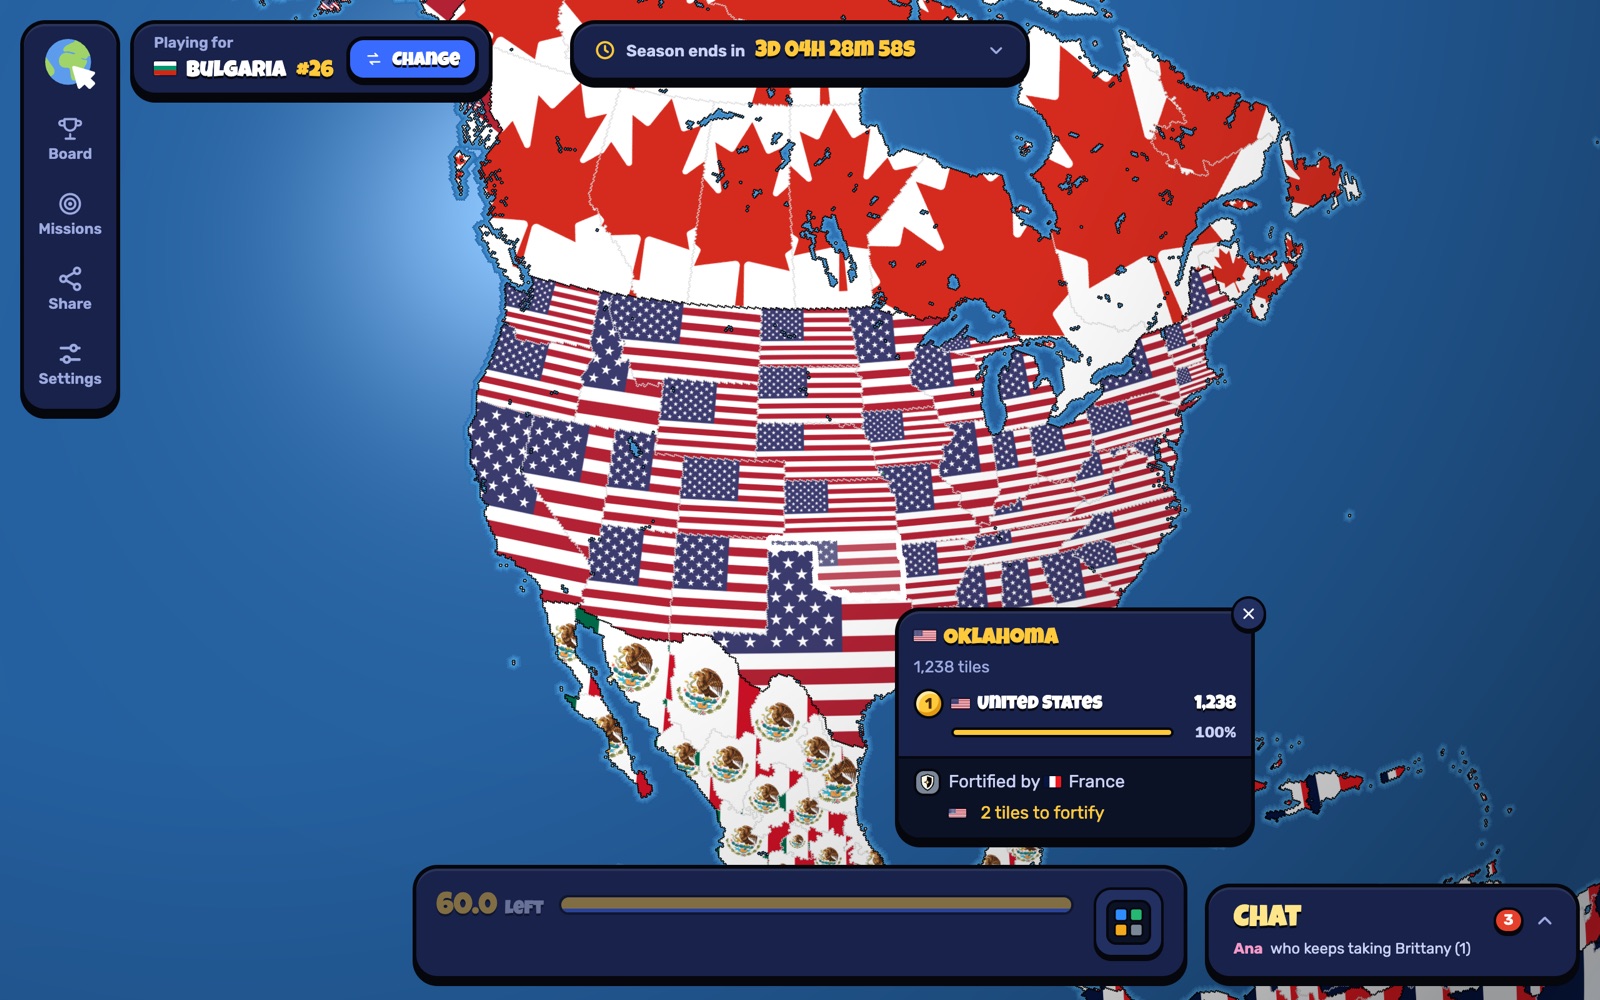 Playing for
BULGARIA #26
CHANGE
Season ends in 3D 04H 28m 58S
Board
Missions
Share
Settings
OKLAHOMA
1,238 tiles
1 UNITED STATES 1,238
100%
Fortified by France
2 tiles to fortify
60.0 LEFT
CHAT
3
Ana who keeps taking Brittany (1)